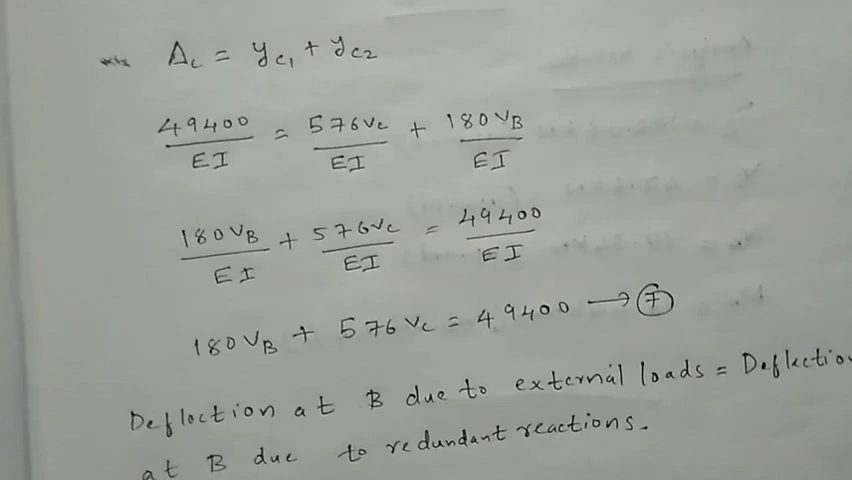 Δc = yc1 + yc2
49400/EI = 576Vc/EI + 180VB/EI
180VB/EI + 576Vc/EI = 49400/EI
180VB + 576Vc = 49400 → 7
Deflection at B due to external loads = Deflectio
at B due to redundant reactions.